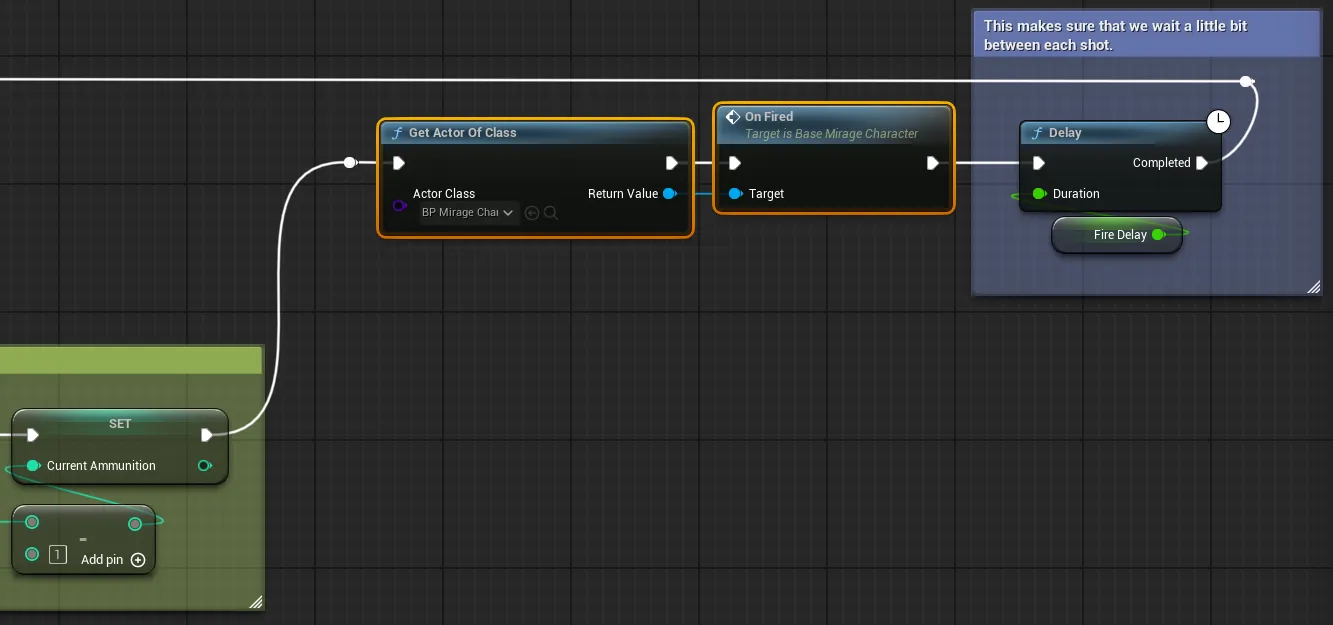 This makes sure that we wait a little bit
between each shot.
Get Actor Of Class
Actor Class
BP Mirage Char
Return Value
On Fired
Target is Base Mirage Character
Target
Delay
Completed
Duration
Fire Delay
SET
Current Ammunition
1
Add pin